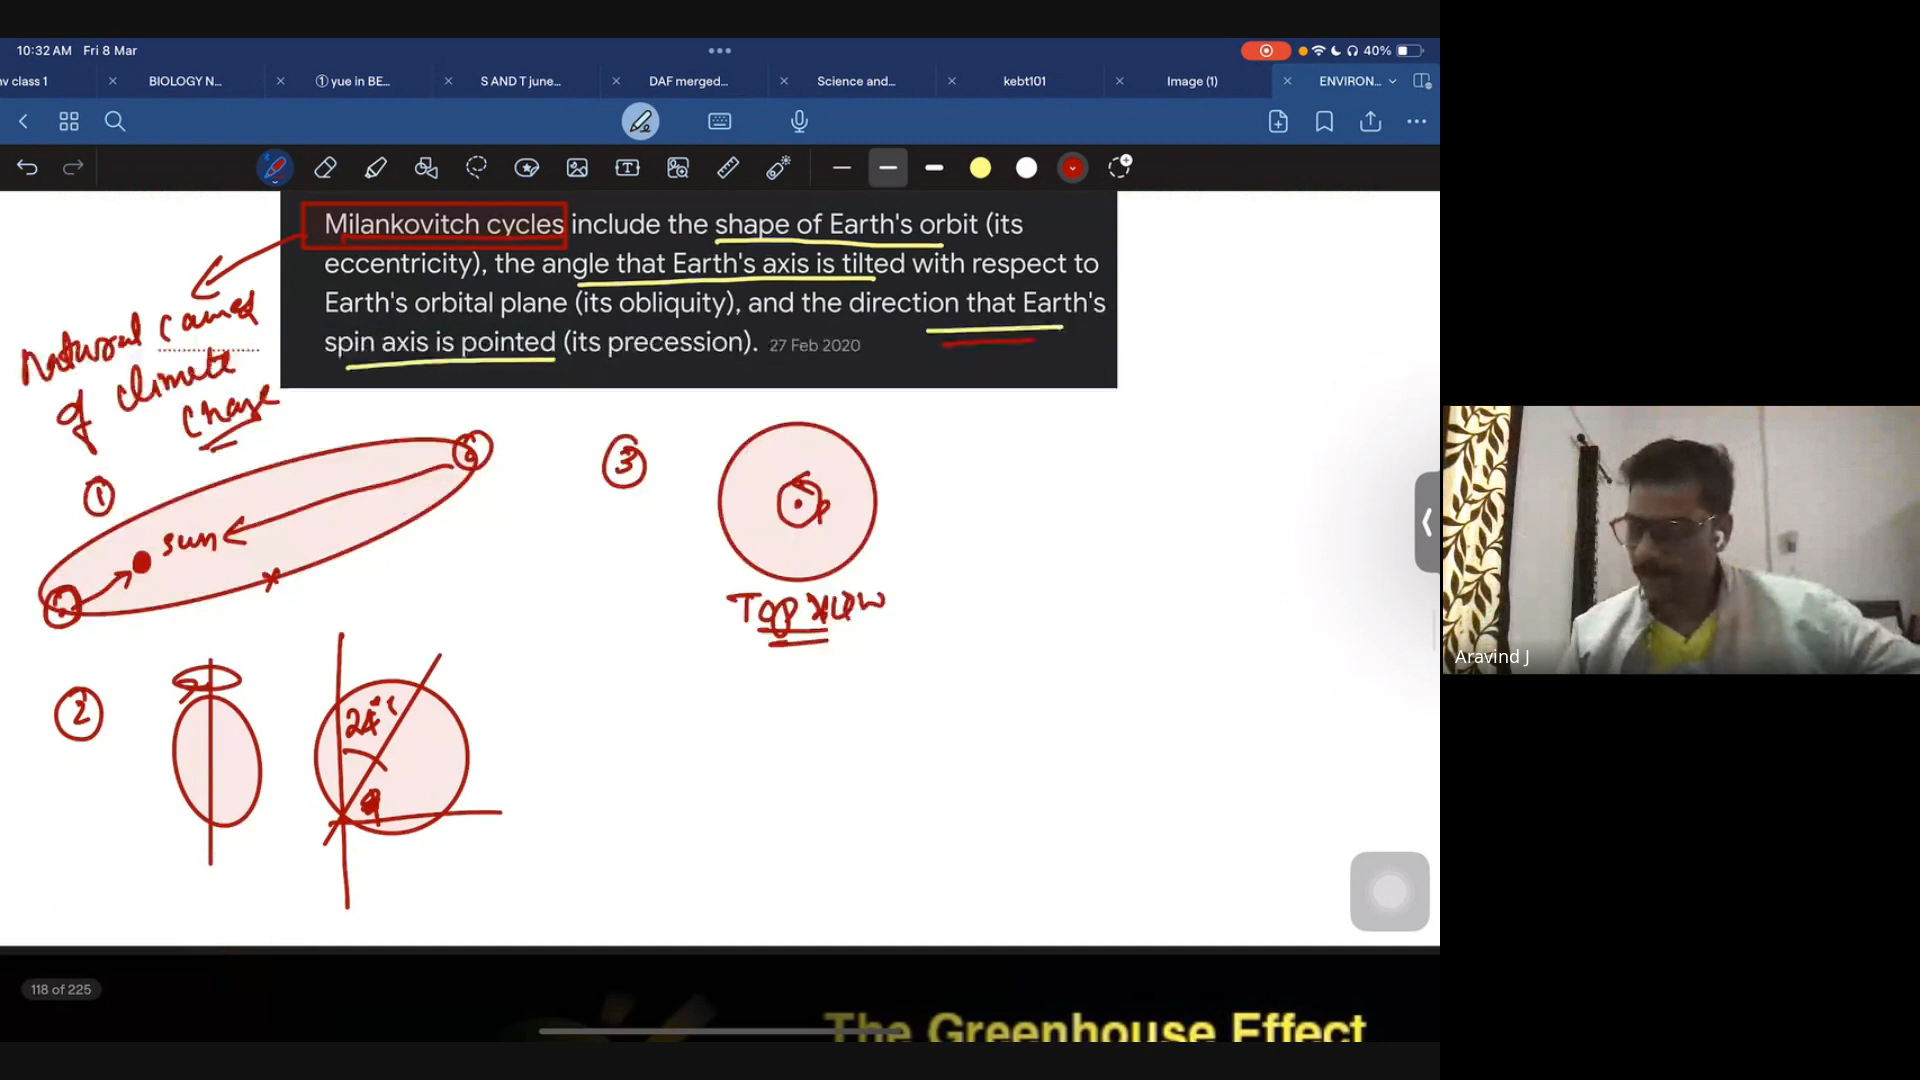 10:32 AM Fri 8 Mar
40%
nv class 1
BIOLOGY N...
① yue in BE...
S AND T june...
DAF merged...
Science and...
kebt101
Image (1)
ENVIRON...
Milankovitch cycles include the shape of Earth's orbit (its
eccentricity), the angle that Earth's axis is tilted with respect to
Earth's orbital plane (its obliquity), and the direction that Earth's
spin axis is pointed (its precession). 27 Feb 2020
Natural causes
of climate
change
①
sun
③
TOP VIEW
②
24°
Aravind J
118 of 225
The Greenhouse Effect